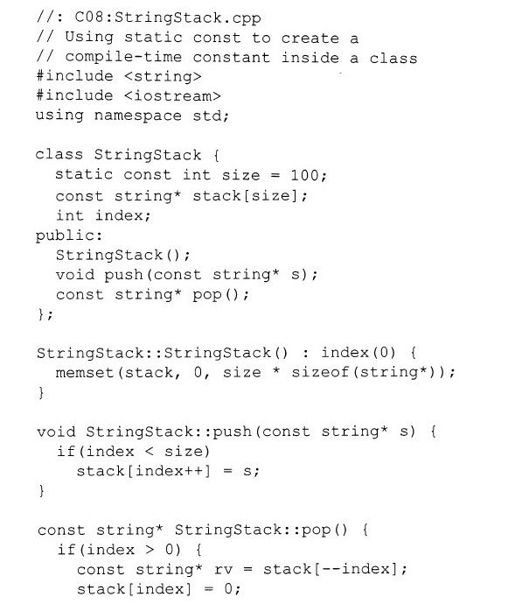 //: C08:StringStack.cpp
// Using static const to create a
// compile-time constant inside a class
#include <string>
#include <iostream>
using namespace std;

class StringStack {
  static const int size = 100;
  const string* stack[size];
  int index;
public:
  StringStack();
  void push(const string* s);
  const string* pop();
};

StringStack::StringStack() : index(0) {
  memset(stack, 0, size * sizeof(string*));
}

void StringStack::push(const string* s) {
  if(index < size)
    stack[index++] = s;
}

const string* StringStack::pop() {
  if(index > 0) {
    const string* rv = stack[--index];
    stack[index] = 0;